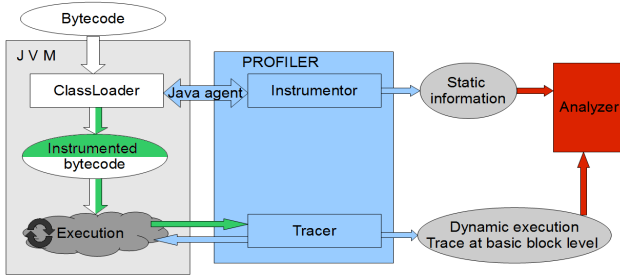 Bytecode
J V M
PROFILER
ClassLoader
Java agent
Instrumentor
Static
information
Analyzer
Instrumented
bytecode
Execution
Tracer
Dynamic execution
Trace at basic block level